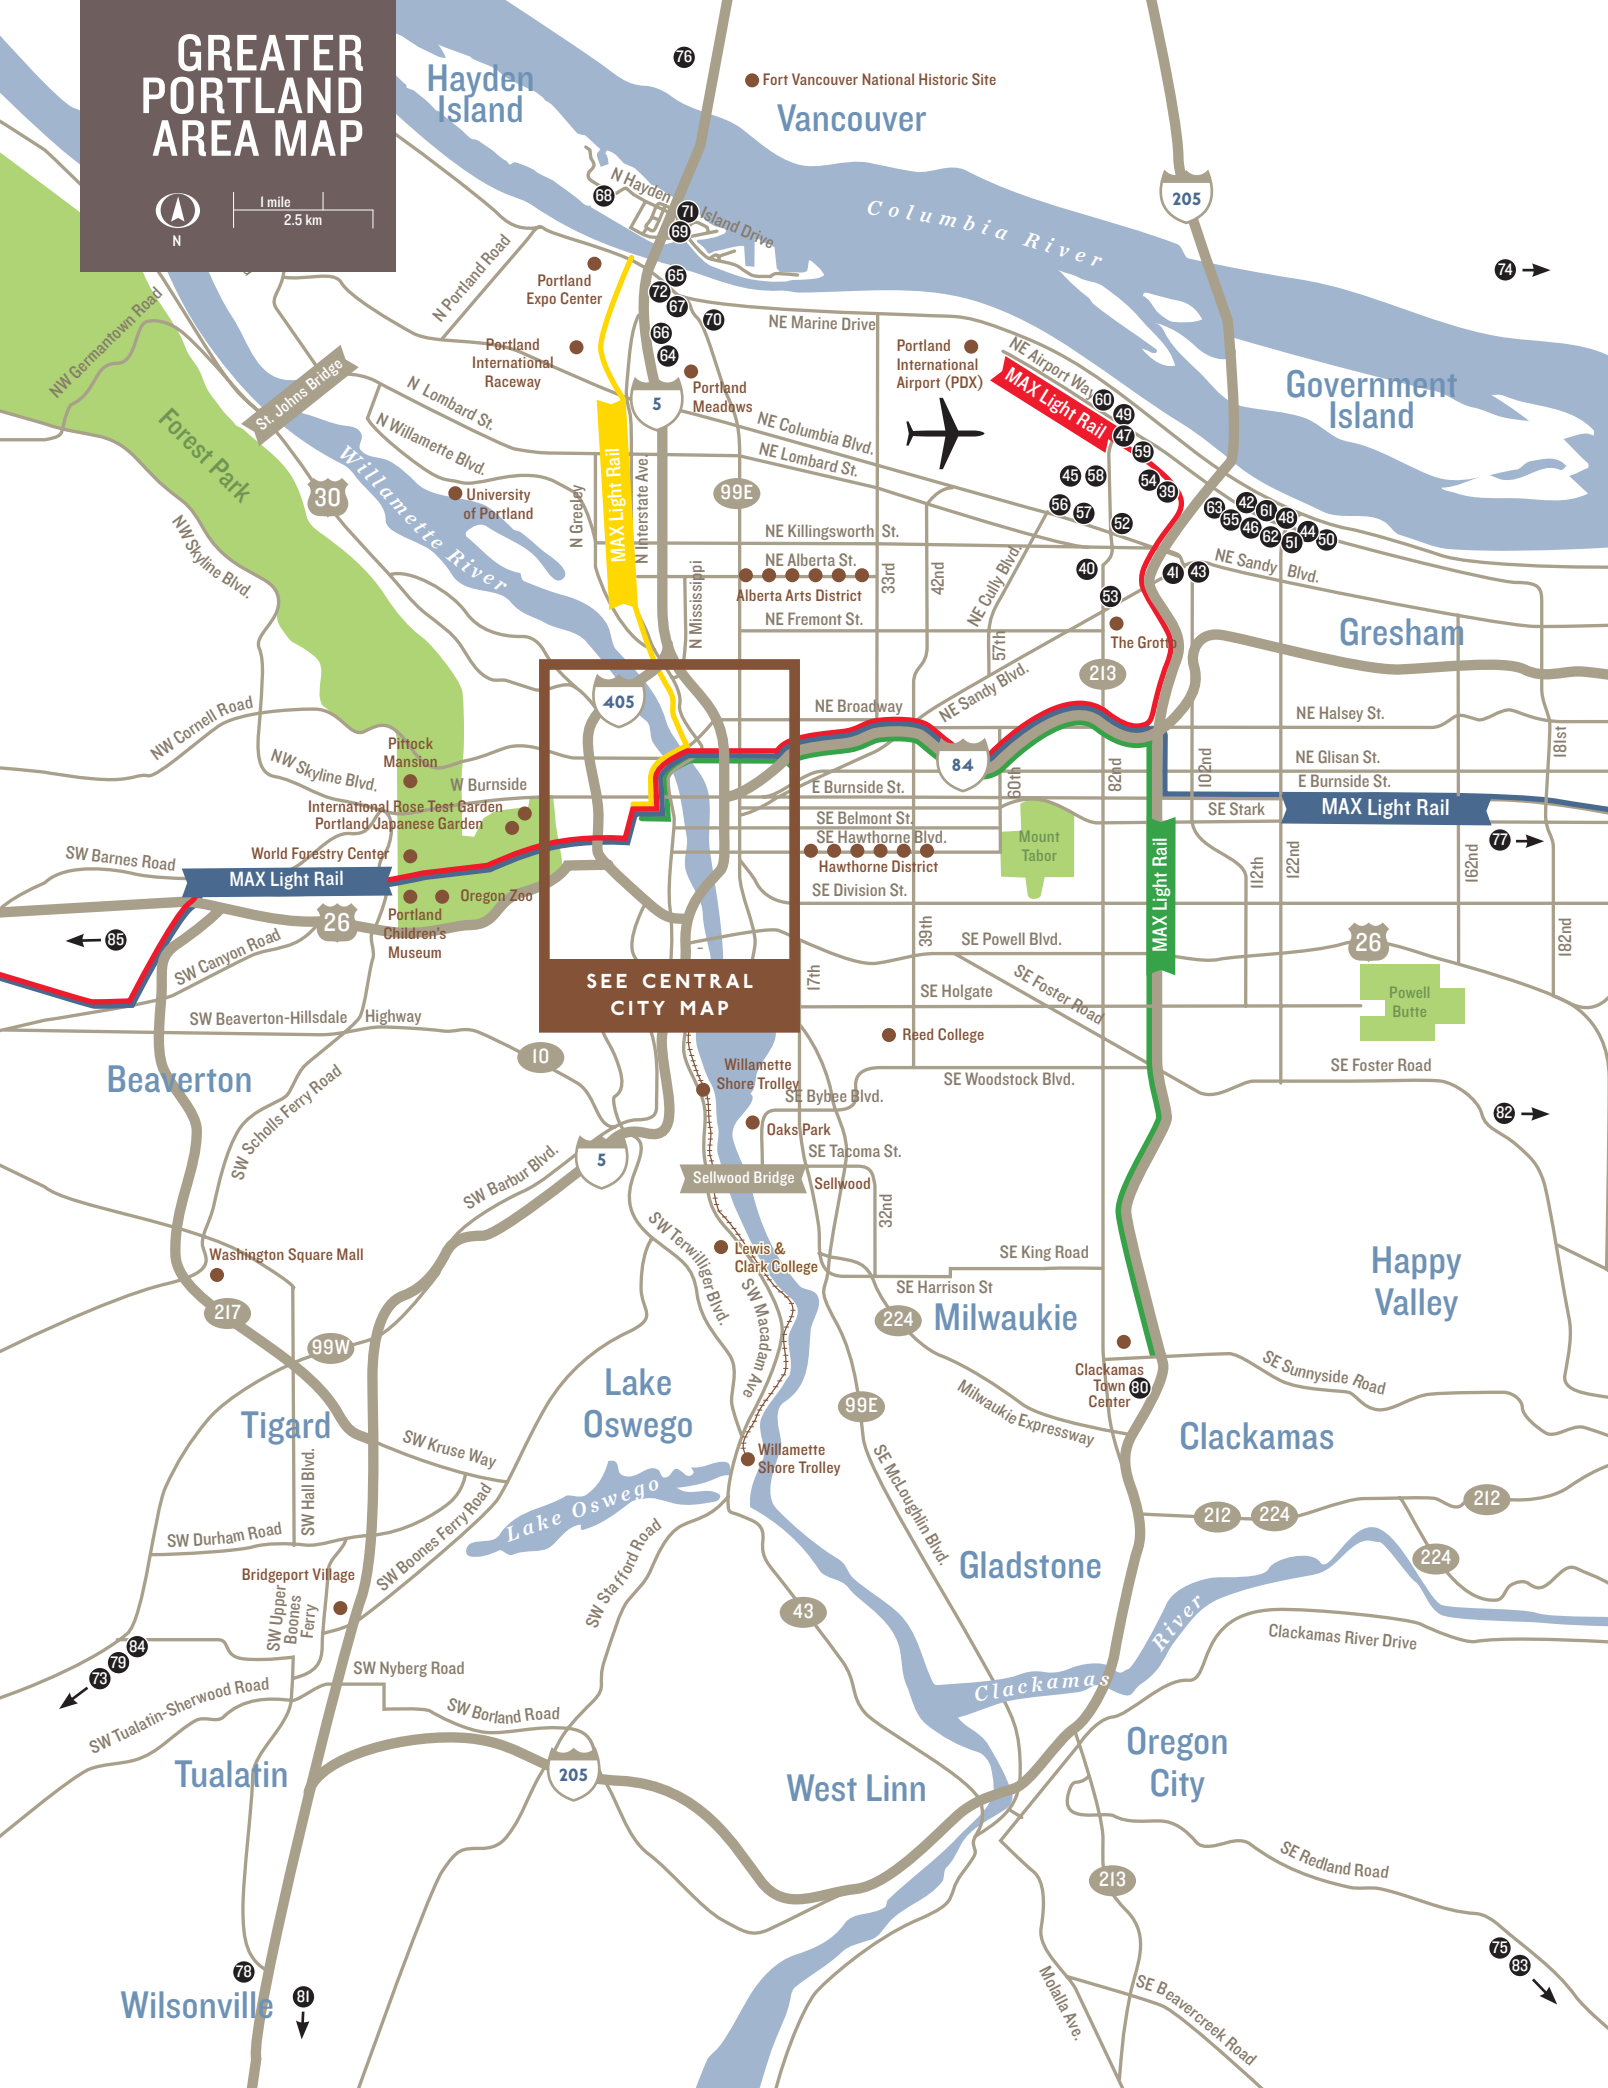 GREATER
PORTLAND
AREA MAP
1 mile
2.5 km
N
76
Fort Vancouver National Historic Site
Hayden
Island
Vancouver
68
N Hayden Island Drive
71
69
205
Columbia River
74
N Portland Road
Portland
Expo Center
65
72
67
70
66
64
NE Marine Drive
NW Germantown Road
Portland
International
Raceway
Portland
Meadows
5
Portland
International
Airport (PDX)
NE Airport Way
MAX Light Rail
Government
Island
60
49
47
59
45
58
54
39
56
57
52
63
42
61
48
55
46
62
51
44
50
St. Johns Bridge
Forest Park
N Lombard St.
N Willamette Blvd.
NE Columbia Blvd.
NE Lombard St.
Willamette River
30
University
of Portland
99E
N Greeley
MAX Light Rail
N Interstate Ave.
NW Skyline Blvd.
NE Killingsworth St.
NE Alberta St.
Alberta Arts District
33rd
42nd
NE Cully Blvd.
57th
40
41
43
53
NE Sandy Blvd.
N Mississippi
NE Fremont St.
The Grotto
Gresham
213
405
NE Broadway
NE Sandy Blvd.
NE Halsey St.
NW Cornell Road
Pittock
Mansion
NW Skyline Blvd.
W Burnside
84
60th
82nd
102nd
NE Glisan St.
181st
E Burnside St.
E Burnside St.
International Rose Test Garden
Portland Japanese Garden
SE Belmont St.
SE Stark
MAX Light Rail
SE Hawthorne Blvd.
Mount
Tabor
77
World Forestry Center
Hawthorne District
SW Barnes Road
MAX Light Rail
MAX Light Rail
112th
122nd
162nd
Oregon Zoo
SE Division St.
Portland
Children's
Museum
26
85
SW Canyon Road
39th
SE Powell Blvd.
26
182nd
SEE CENTRAL
CITY MAP
17th
SE Foster Road
SE Holgate
Powell
Butte
SW Beaverton-Hillsdale Highway
Reed College
10
Beaverton
Willamette
Shore Trolley
SE Foster Road
SE Woodstock Blvd.
SE Bybee Blvd.
SW Scholls Ferry Road
82
Oaks Park
5
SE Tacoma St.
SW Barbur Blvd.
Sellwood Bridge
Sellwood
32nd
SW Terwilliger Blvd.
Washington Square Mall
Lewis &
Clark College
SE King Road
Happy
Valley
SW Macadam Ave
SE Harrison St
217
224
Milwaukie
99W
Clackamas
Town
Center
80
SE Sunnyside Road
Lake
Oswego
99E
Milwaukie Expressway
Tigard
Clackamas
SW Kruse Way
Willamette
Shore Trolley
SE McLoughlin Blvd.
SW Hall Blvd.
Lake Oswego
212
224
212
SW Durham Road
SW Boones Ferry Road
SW Stafford Road
Gladstone
224
Bridgeport Village
SW Upper
Boones
Ferry
43
Clackamas River
Clackamas River Drive
84
79
73
SW Nyberg Road
SW Tualatin-Sherwood Road
SW Borland Road
Oregon
City
Tualatin
205
West Linn
SE Redland Road
213
75
83
78
81
Wilsonville
Molalla Ave.
SE Beavercreek Road